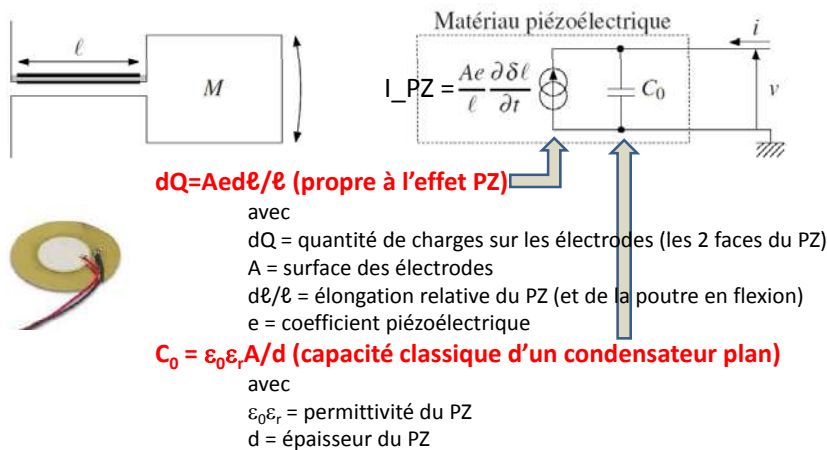 Matériau piézoélectrique
ℓ
M
I_PZ = Ae/ℓ ∂δℓ/∂t
C₀
i
v
dQ=Aedℓ/ℓ (propre à l'effet PZ)
avec
dQ = quantité de charges sur les électrodes (les 2 faces du PZ)
A = surface des électrodes
dℓ/ℓ = élongation relative du PZ (et de la poutre en flexion)
e = coefficient piézoélectrique
C₀ = ε₀εᵣA/d (capacité classique d'un condensateur plan)
avec
ε₀εᵣ = permittivité du PZ
d = épaisseur du PZ